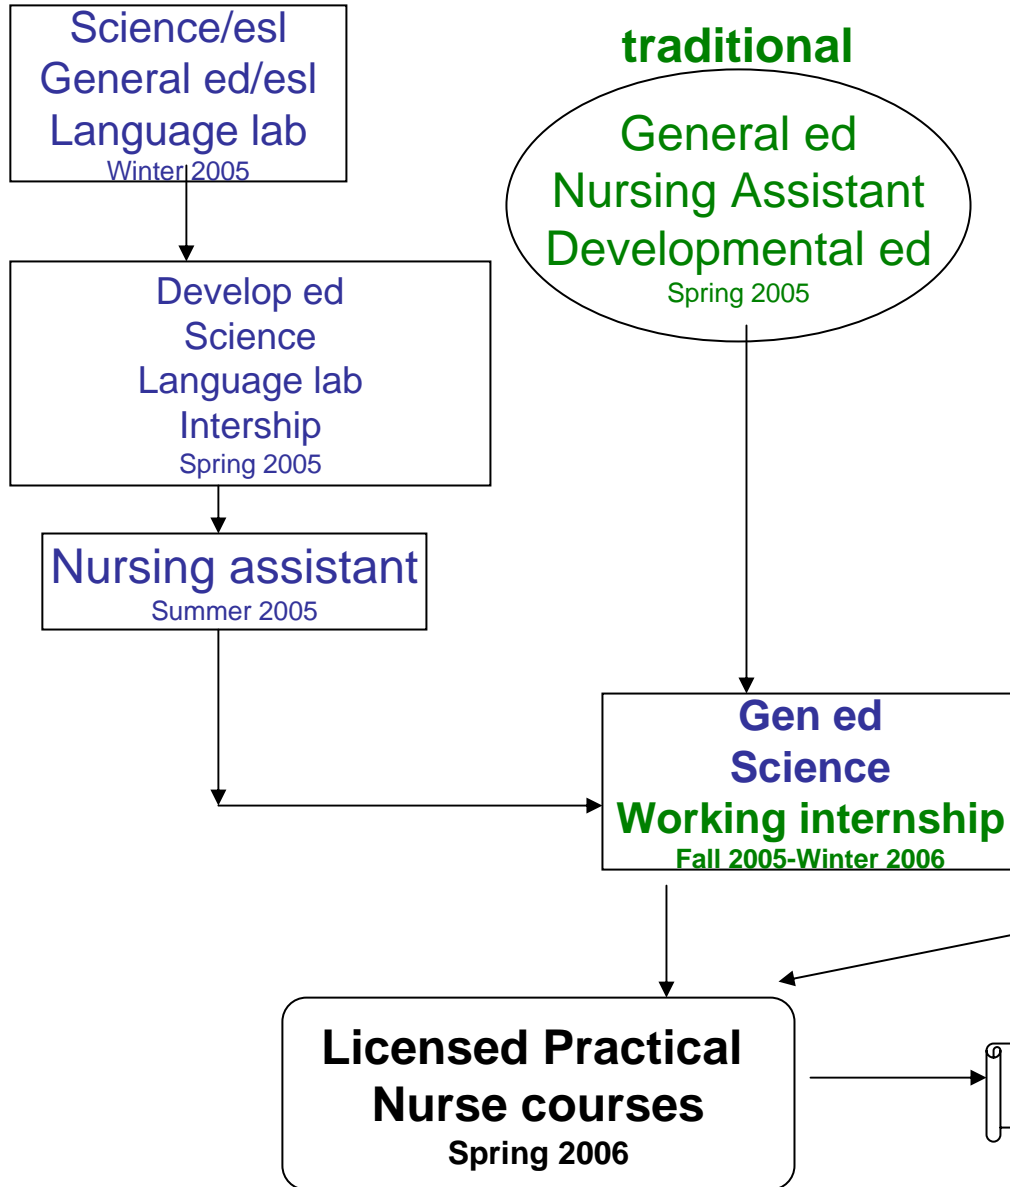 Science/esl
General ed/esl
Language lab
Winter 2005
traditional
General ed
Nursing Assistant
Developmental ed
Spring 2005
Develop ed
Science
Language lab
Intership
Spring 2005
Nursing assistant
Summer 2005
Gen ed
Science
Working internship
Fall 2005-Winter 2006
Licensed Practical
Nurse courses
Spring 2006